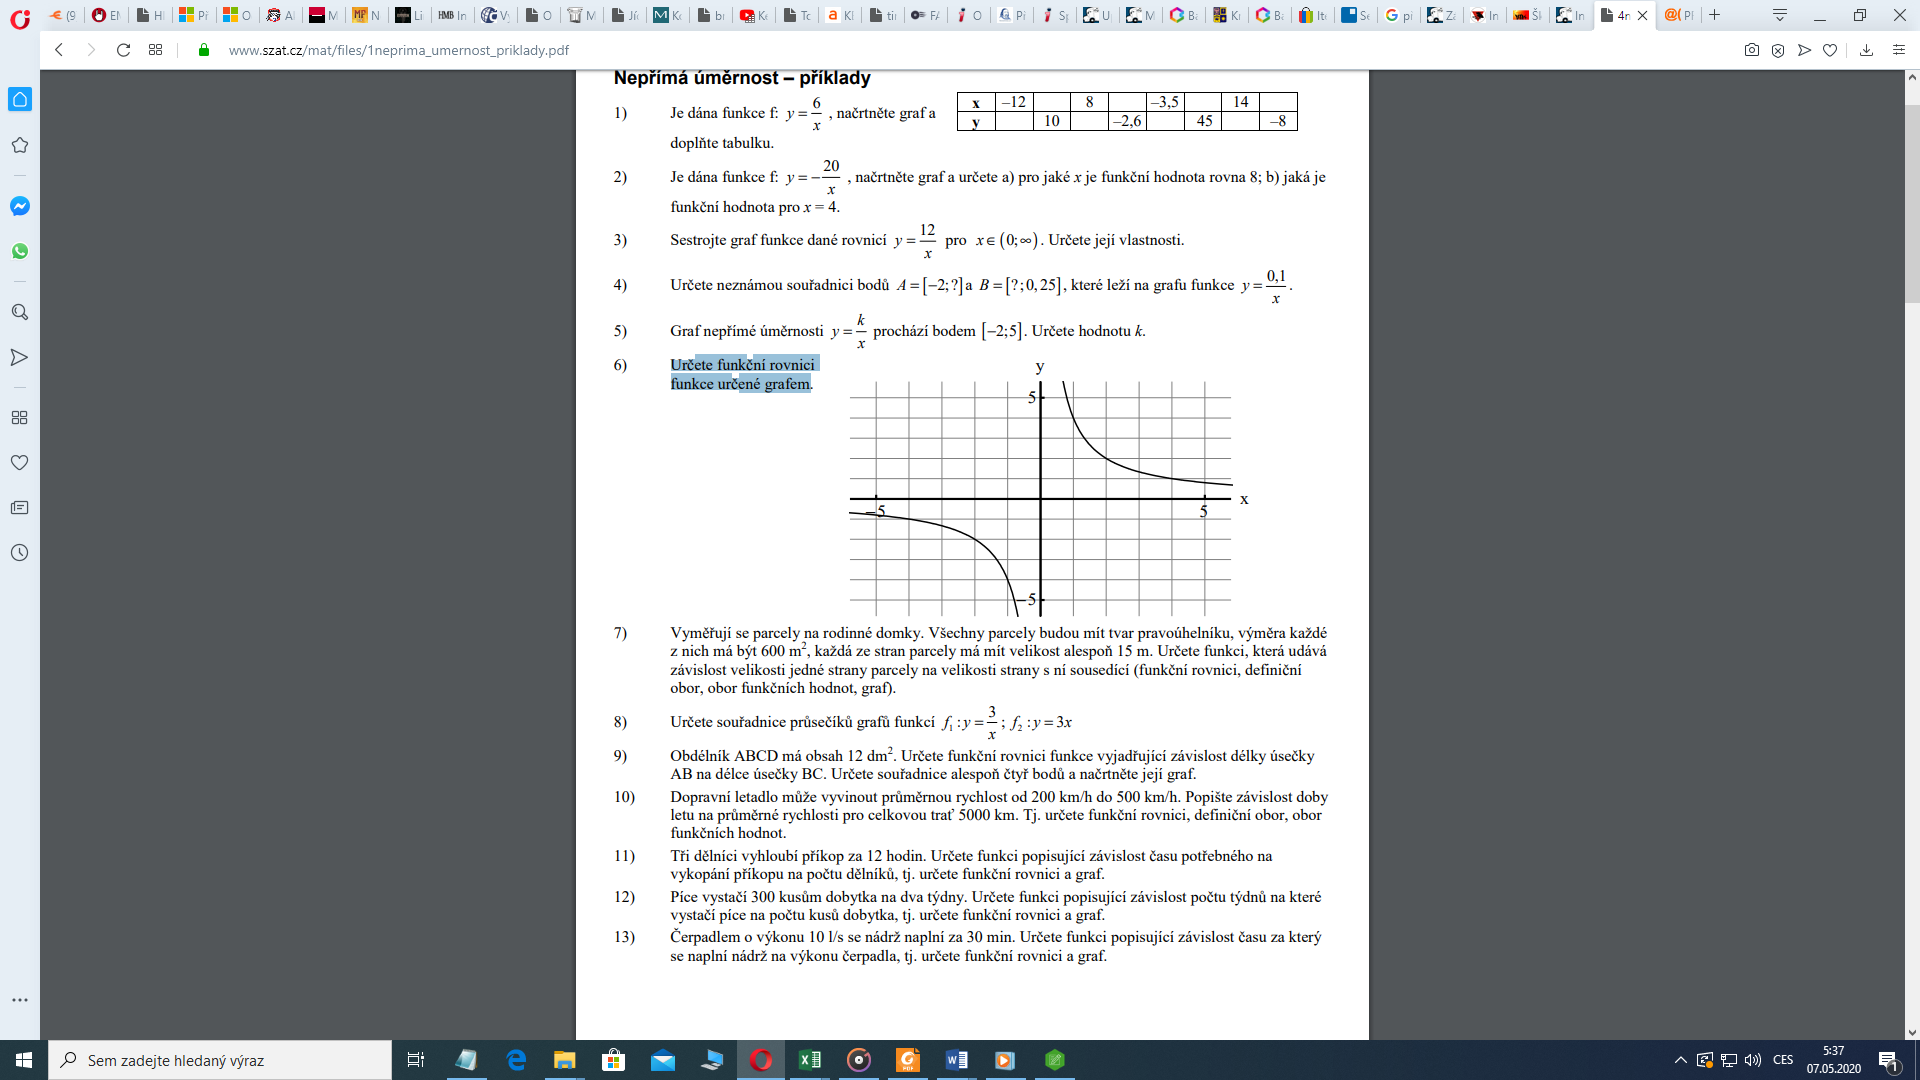 www.szat.cz/mat/files/1neprima_umernost_priklady.pdf
Nepřímá úměrnost – příklady
1) Je dána funkce f: y = 6/x , načrtněte graf a
doplňte tabulku.
x –12 8 –3,5 14
y 10 –2,6 45 –8
2) Je dána funkce f: y = – 20/x , načrtněte graf a určete a) pro jaké x je funkční hodnota rovna 8; b) jaká je
funkční hodnota pro x = 4.
3) Sestrojte graf funkce dané rovnicí y = 12/x pro x ∈ (0;∞). Určete její vlastnosti.
4) Určete neznámou souřadnici bodů A = [–2; ?] a B = [?; 0,25], které leží na grafu funkce y = 0,1/x .
5) Graf nepřímé úměrnosti y = k/x prochází bodem [–2;5]. Určete hodnotu k.
6) Určete funkční rovnici
funkce určené grafem.
y
5
x
–5
5
–5
7) Vyměřují se parcely na rodinné domky. Všechny parcely budou mít tvar pravoúhelníku, výměra každé
z nich má být 600 m², každá ze stran parcely má mít velikost alespoň 15 m. Určete funkci, která udává
závislost velikosti jedné strany parcely na velikosti strany s ní sousedící (funkční rovnici, definiční
obor, obor funkčních hodnot, graf).
8) Určete souřadnice průsečíků grafů funkcí f₁ : y = 3/x ; f₂ : y = 3x
9) Obdélník ABCD má obsah 12 dm². Určete funkční rovnici funkce vyjadřující závislost délky úsečky
AB na délce úsečky BC. Určete souřadnice alespoň čtyř bodů a načrtněte její graf.
10) Dopravní letadlo může vyvinout průměrnou rychlost od 200 km/h do 500 km/h. Popište závislost doby
letu na průměrné rychlosti pro celkovou trať 5000 km. Tj. určete funkční rovnici, definiční obor, obor
funkčních hodnot.
11) Tři dělníci vyhloubí příkop za 12 hodin. Určete funkci popisující závislost času potřebného na
vykopání příkopu na počtu dělníků, tj. určete funkční rovnici a graf.
12) Píce vystačí 300 kusům dobytka na dva týdny. Určete funkci popisující závislost počtu týdnů na které
vystačí píce na počtu kusů dobytka, tj. určete funkční rovnici a graf.
13) Čerpadlem o výkonu 10 l/s se nádrž naplní za 30 min. Určete funkci popisující závislost času za který
se naplní nádrž na výkonu čerpadla, tj. určete funkční rovnici a graf.
Sem zadejte hledaný výraz
CES
5:37
07.05.2020
1